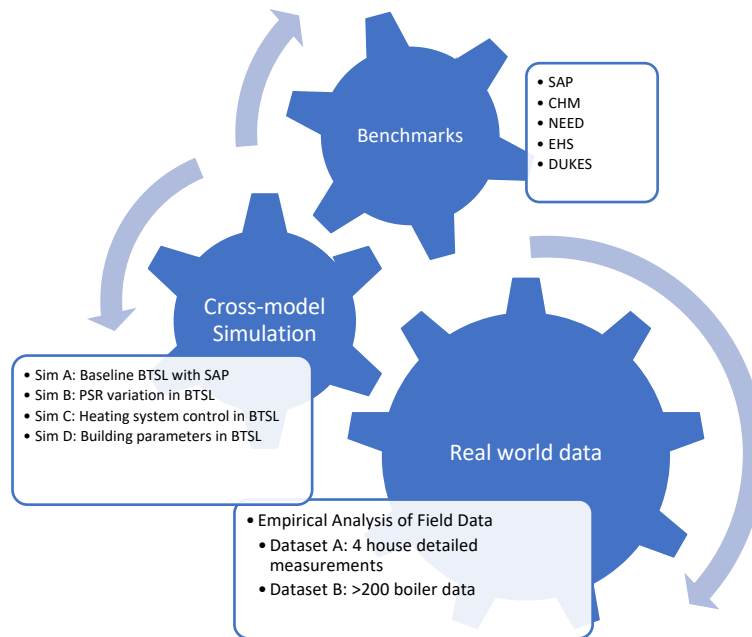 Benchmarks
• SAP
• CHM
• NEED
• EHS
• DUKES
Cross-model
Simulation
• Sim A: Baseline BTSL with SAP
• Sim B: PSR variation in BTSL
• Sim C: Heating system control in BTSL
• Sim D: Building parameters in BTSL
Real world data
• Empirical Analysis of Field Data
• Dataset A: 4 house detailed
measurements
• Dataset B: >200 boiler data